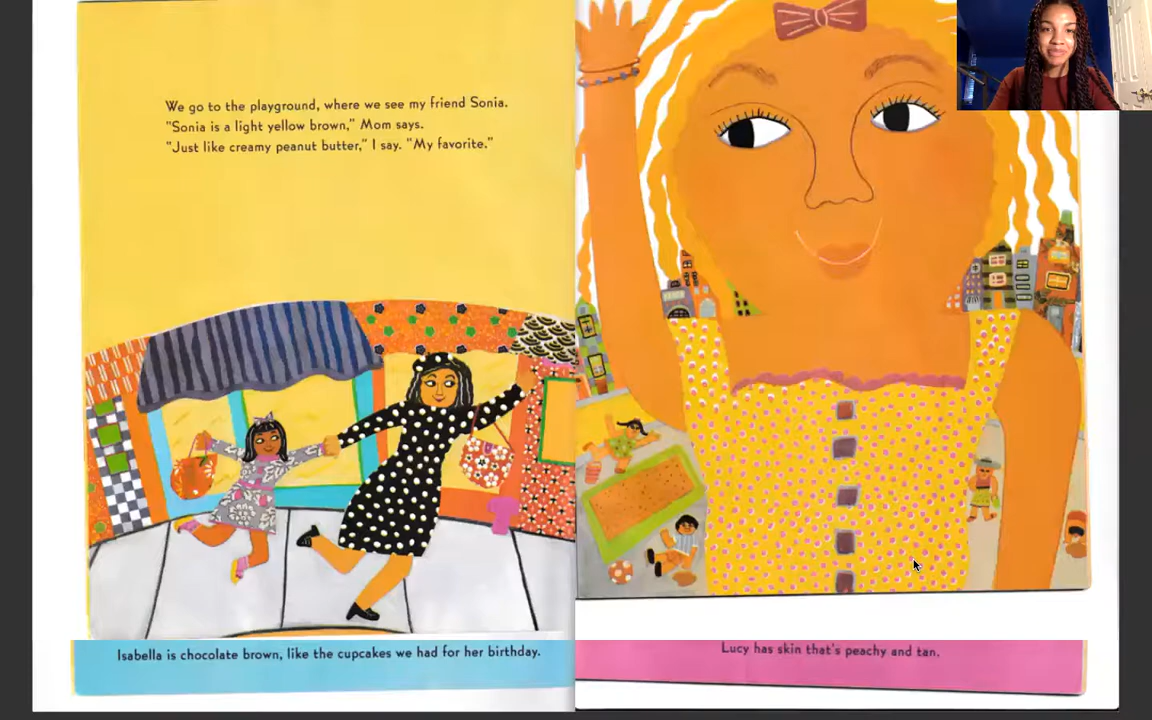 We go to the playground, where we see my friend Sonia.
"Sonia is a light yellow brown," Mom says.
"Just like creamy peanut butter," I say. "My favorite."
Isabella is chocolate brown, like the cupcakes we had for her birthday.
Lucy has skin that's peachy and tan.